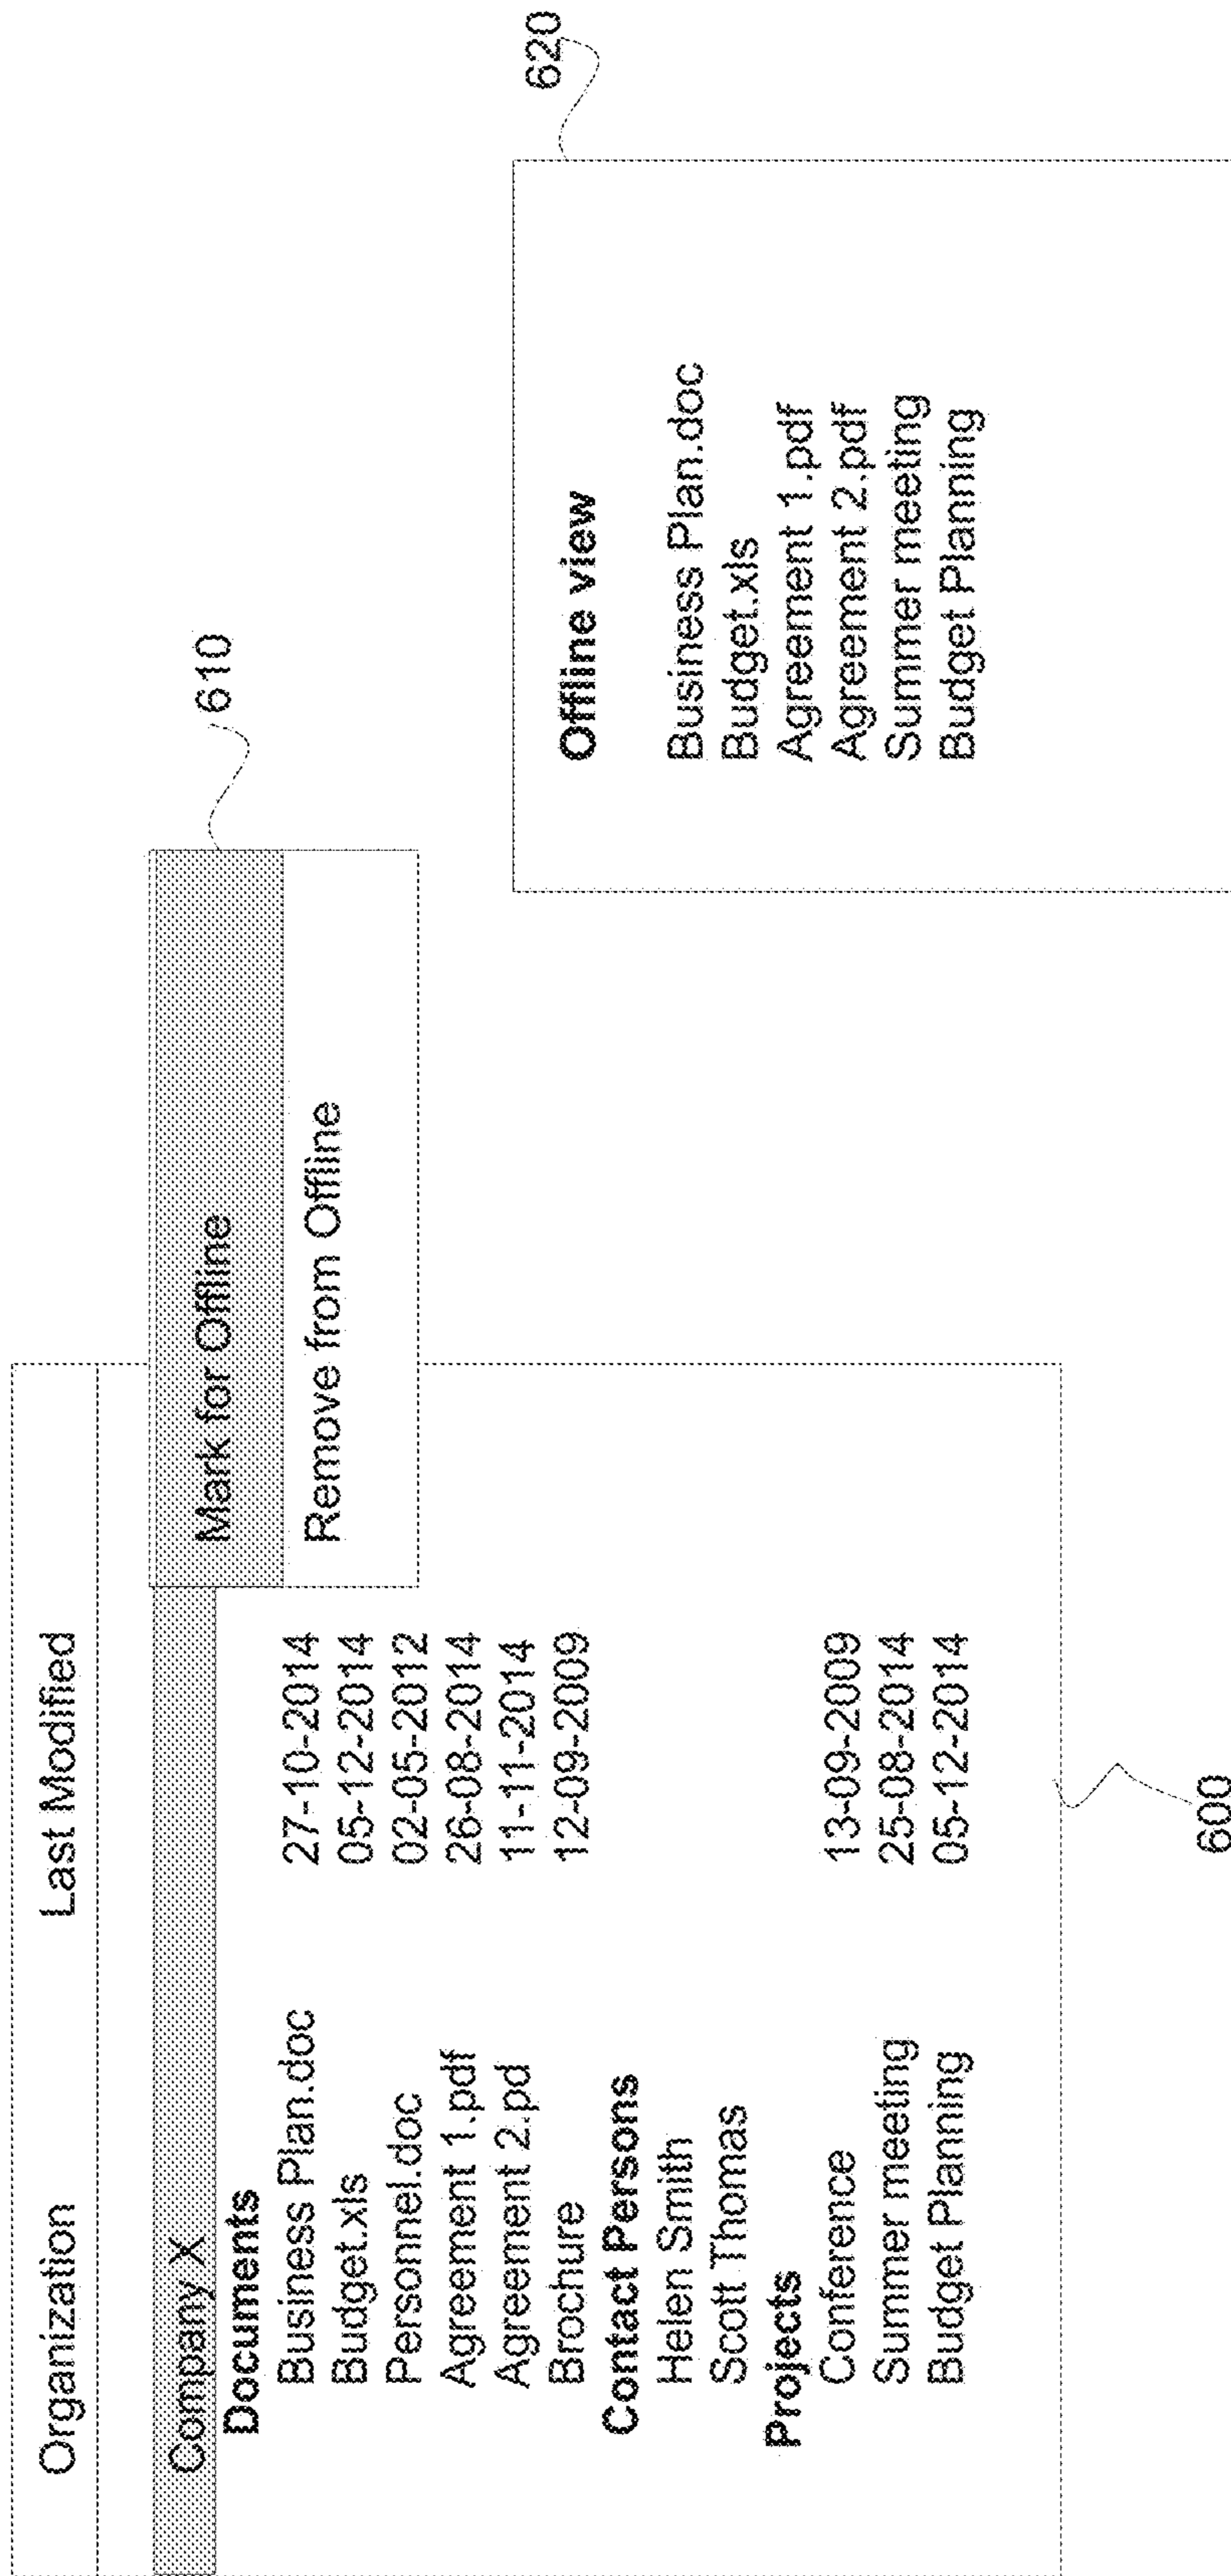 Organization Last Modified
Company X
Mark for Offline
610
Remove from Offline
Documents
Business Plan.doc 27-10-2014
Budget.xls 05-12-2014
Personnel.doc 02-05-2012
Agreement 1.pdf 26-08-2014
Agreement 2.pd 11-11-2014
Brochure 12-09-2009
Contact Persons
Helen Smith
Scott Thomas
Projects
Conference 13-09-2009
Summer meeting 25-08-2014
Budget Planning 05-12-2014
600
620
Offline view
Business Plan.doc
Budget.xls
Agreement 1.pdf
Agreement 2.pdf
Summer meeting
Budget Planning